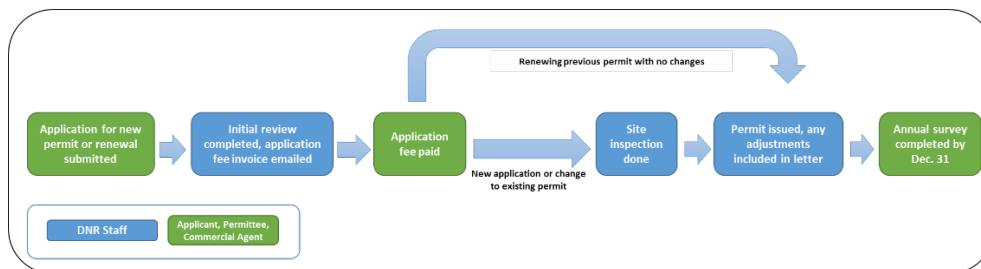 Renewing previous permit with no changes
Application for new
permit or renewal
submitted
Initial review
completed, application
fee invoice emailed
Application
fee paid
New application or change
to existing permit
Site
inspection
done
Permit issued, any
adjustments
included in letter
Annual survey
completed by
Dec. 31
DNR Staff
Applicant, Permittee,
Commercial Agent